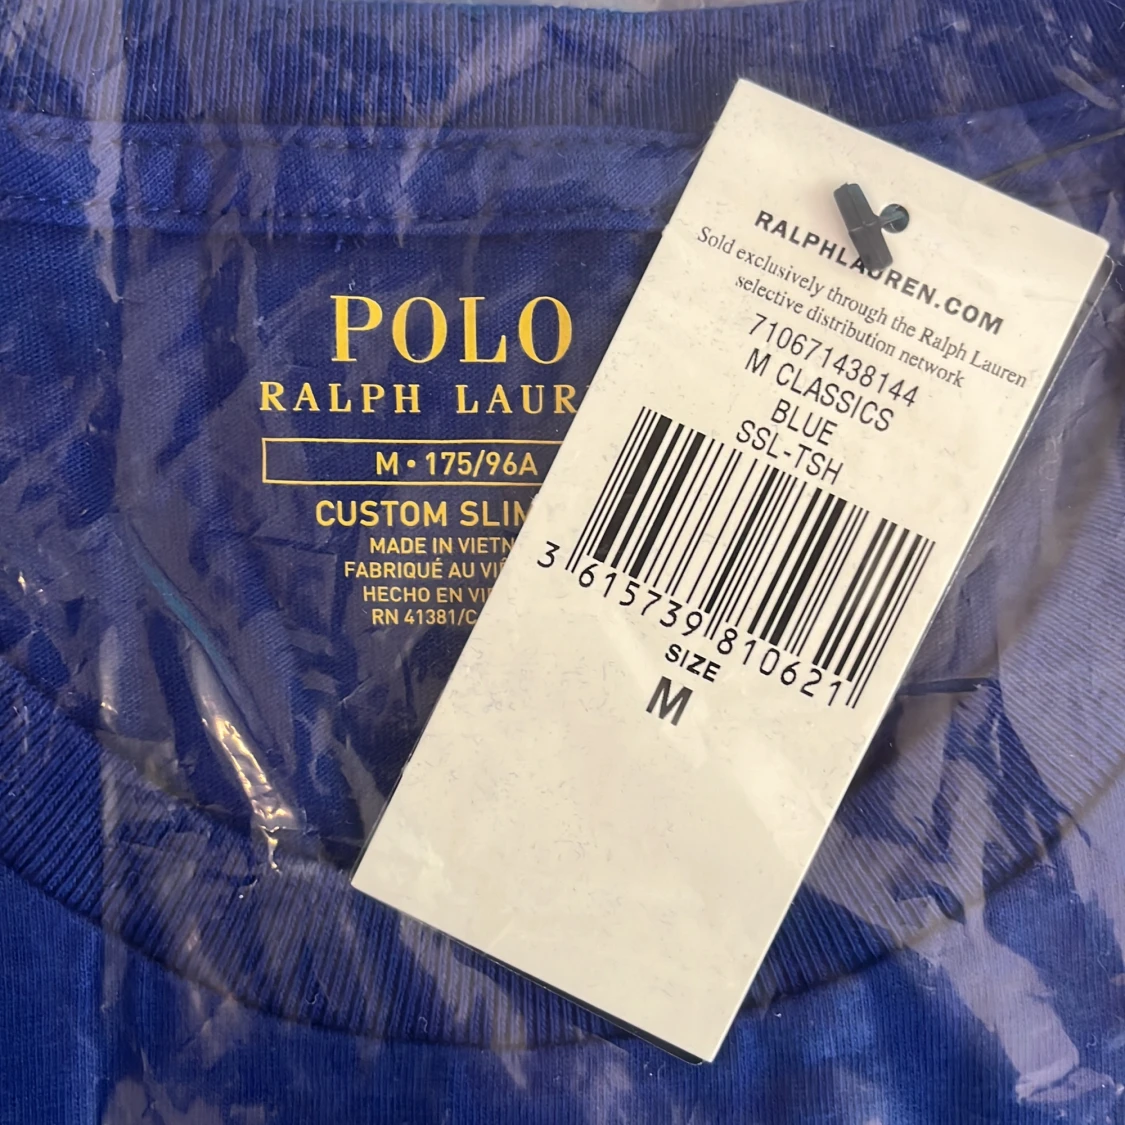 POLO
RALPH LAUR
M • 175/96A
CUSTOM SLIM
MADE IN VIETN
FABRIQUÉ AU VIÊ
HECHO EN VIE
RN 41381/C
RALPHLAUREN.COM
Sold exclusively through the Ralph Lauren
selective distribution network
710671438144
M CLASSICS
BLUE
SSL-TSH
3 615739 810621
SIZE
M